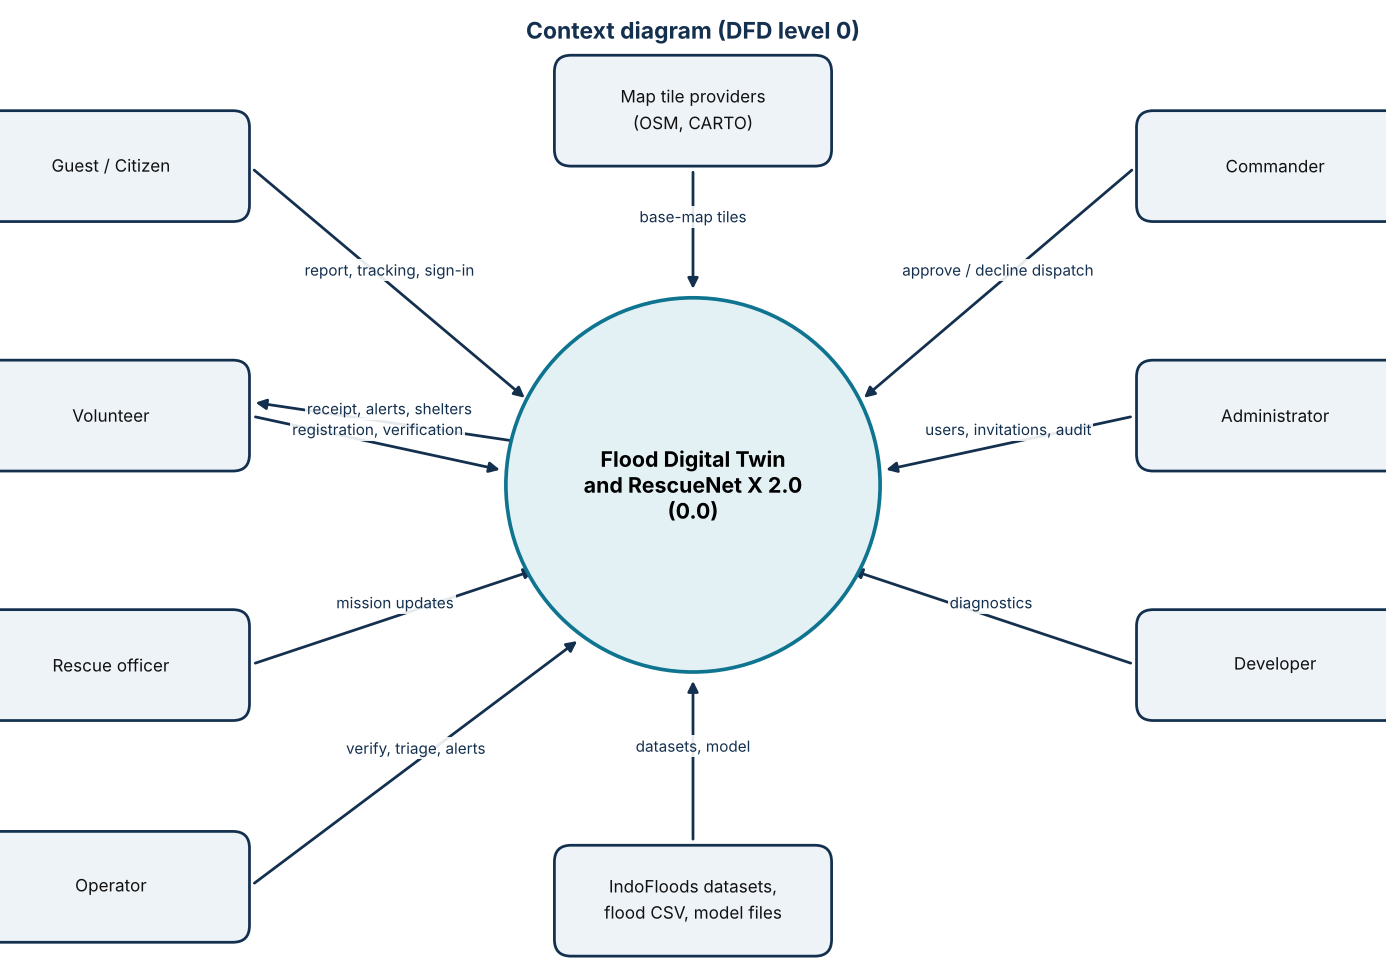 Context diagram (DFD level 0)
Map tile providers
(OSM, CARTO)
Guest / Citizen
Commander
base-map tiles
report, tracking, sign-in
approve / decline dispatch
Volunteer
receipt, alerts, shelters
registration, verification
users, invitations, audit
Administrator
Flood Digital Twin
and RescueNet X 2.0
(0.0)
mission updates
diagnostics
Rescue officer
Developer
verify, triage, alerts
datasets, model
Operator
IndoFloods datasets,
flood CSV, model files